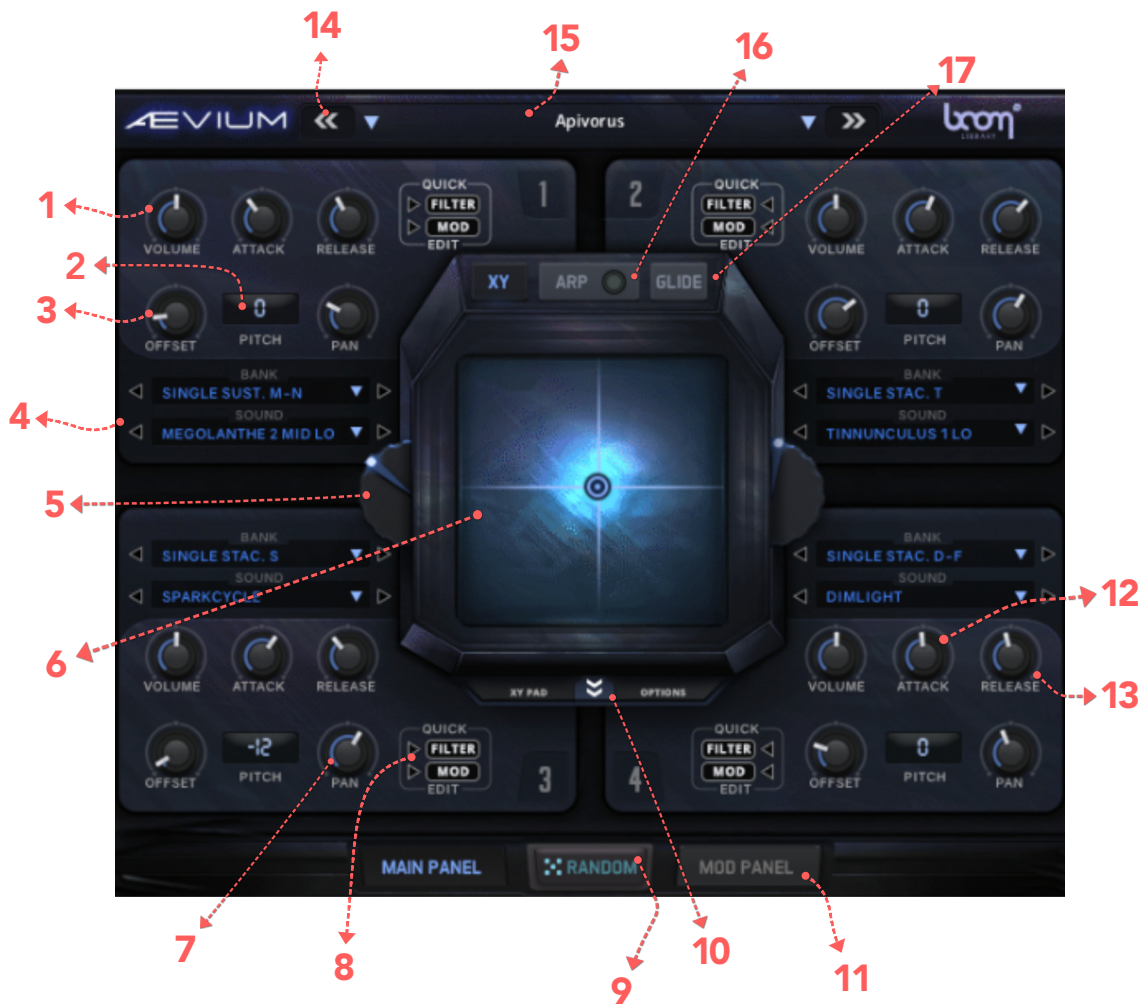 14
15
16
17
ÆVIUM
Apivorus
boom
LIBRARY
1
2
3
4
VOLUME ATTACK RELEASE
QUICK
FILTER
MOD
EDIT
1
OFFSET
0
PITCH
PAN
BANK
SINGLE SUST. M-N
SOUND
MEGOLANTHE 2 MID LO
2
QUICK
FILTER
MOD
EDIT
VOLUME ATTACK RELEASE
OFFSET
0
PITCH
PAN
BANK
SINGLE STAC. T
SOUND
TINNUNCULUS 1 LO
XY ARP GLIDE
5
6
BANK
SINGLE STAC. S
SOUND
SPARKCYCLE
VOLUME ATTACK RELEASE
OFFSET
-12
PITCH
PAN
QUICK
FILTER
MOD
EDIT
3
BANK
SINGLE STAC. D-F
SOUND
DIMLIGHT
12
13
VOLUME ATTACK RELEASE
4
QUICK
FILTER
MOD
EDIT
OFFSET
0
PITCH
PAN
XY PAD OPTIONS
MAIN PANEL RANDOM MOD PANEL
7
8
9
10
11